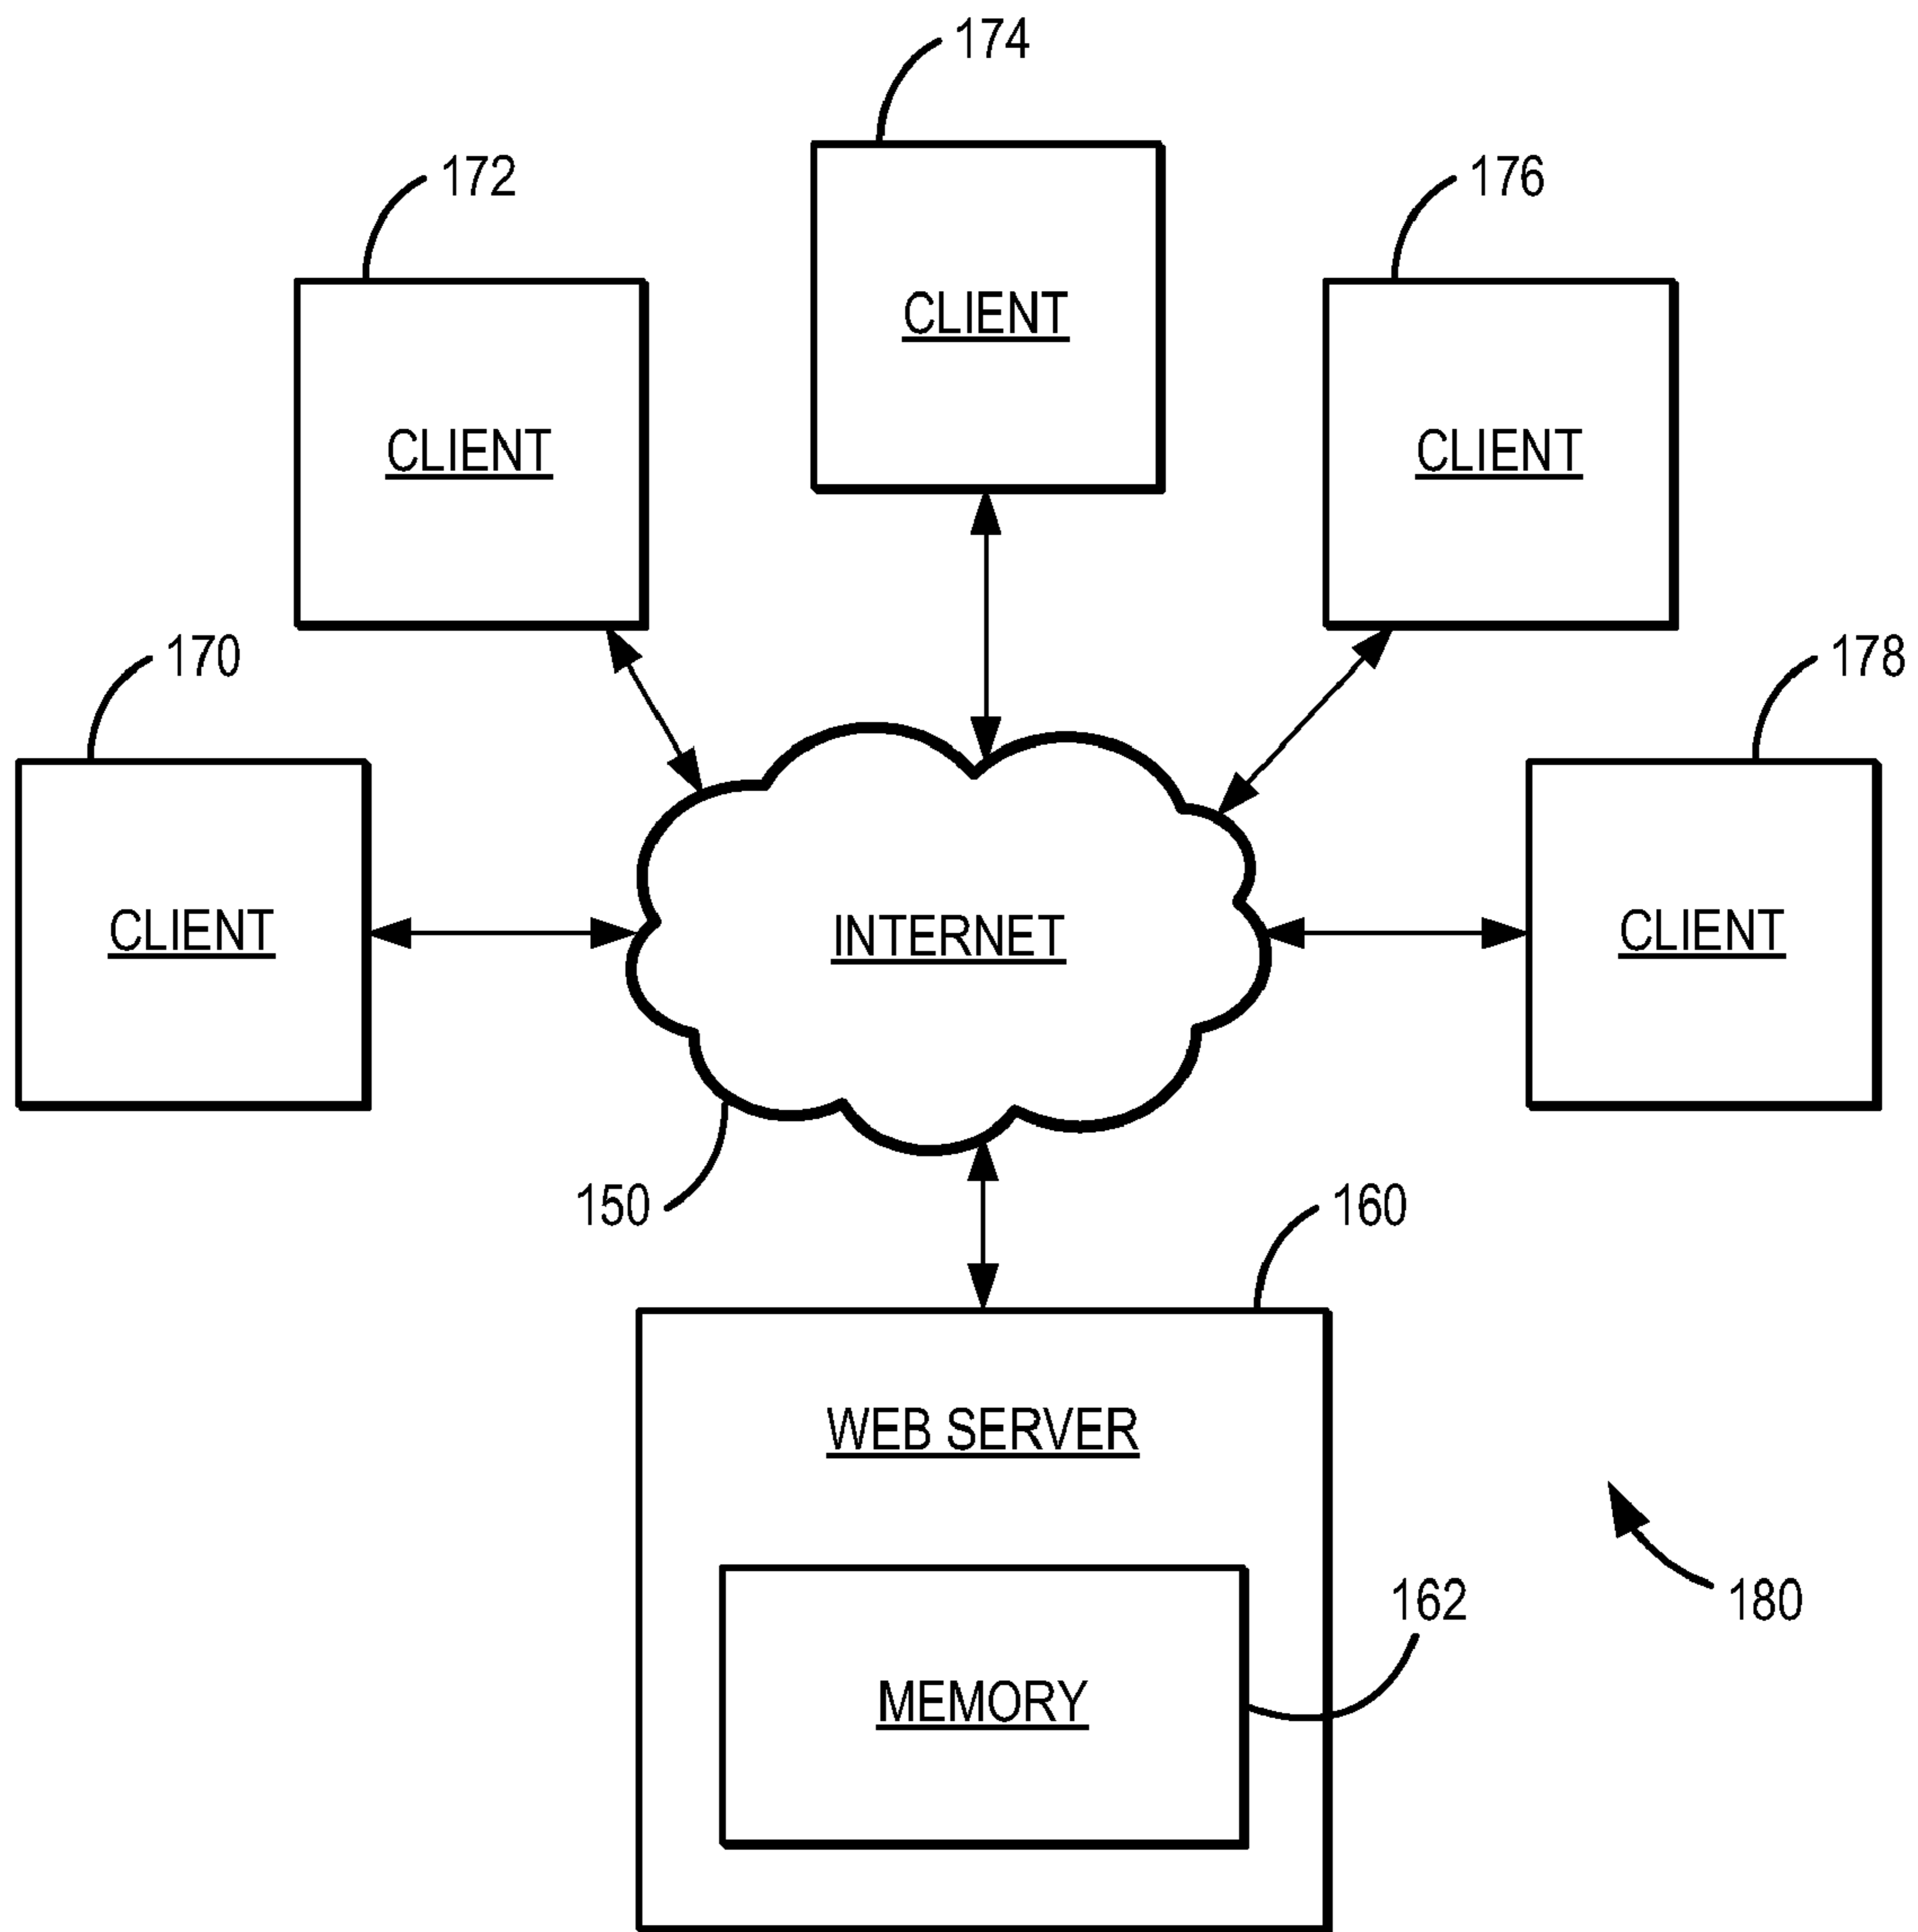 174
172
176
CLIENT
CLIENT
CLIENT
170
178
CLIENT
INTERNET
CLIENT
150
160
WEB SERVER
162
180
MEMORY